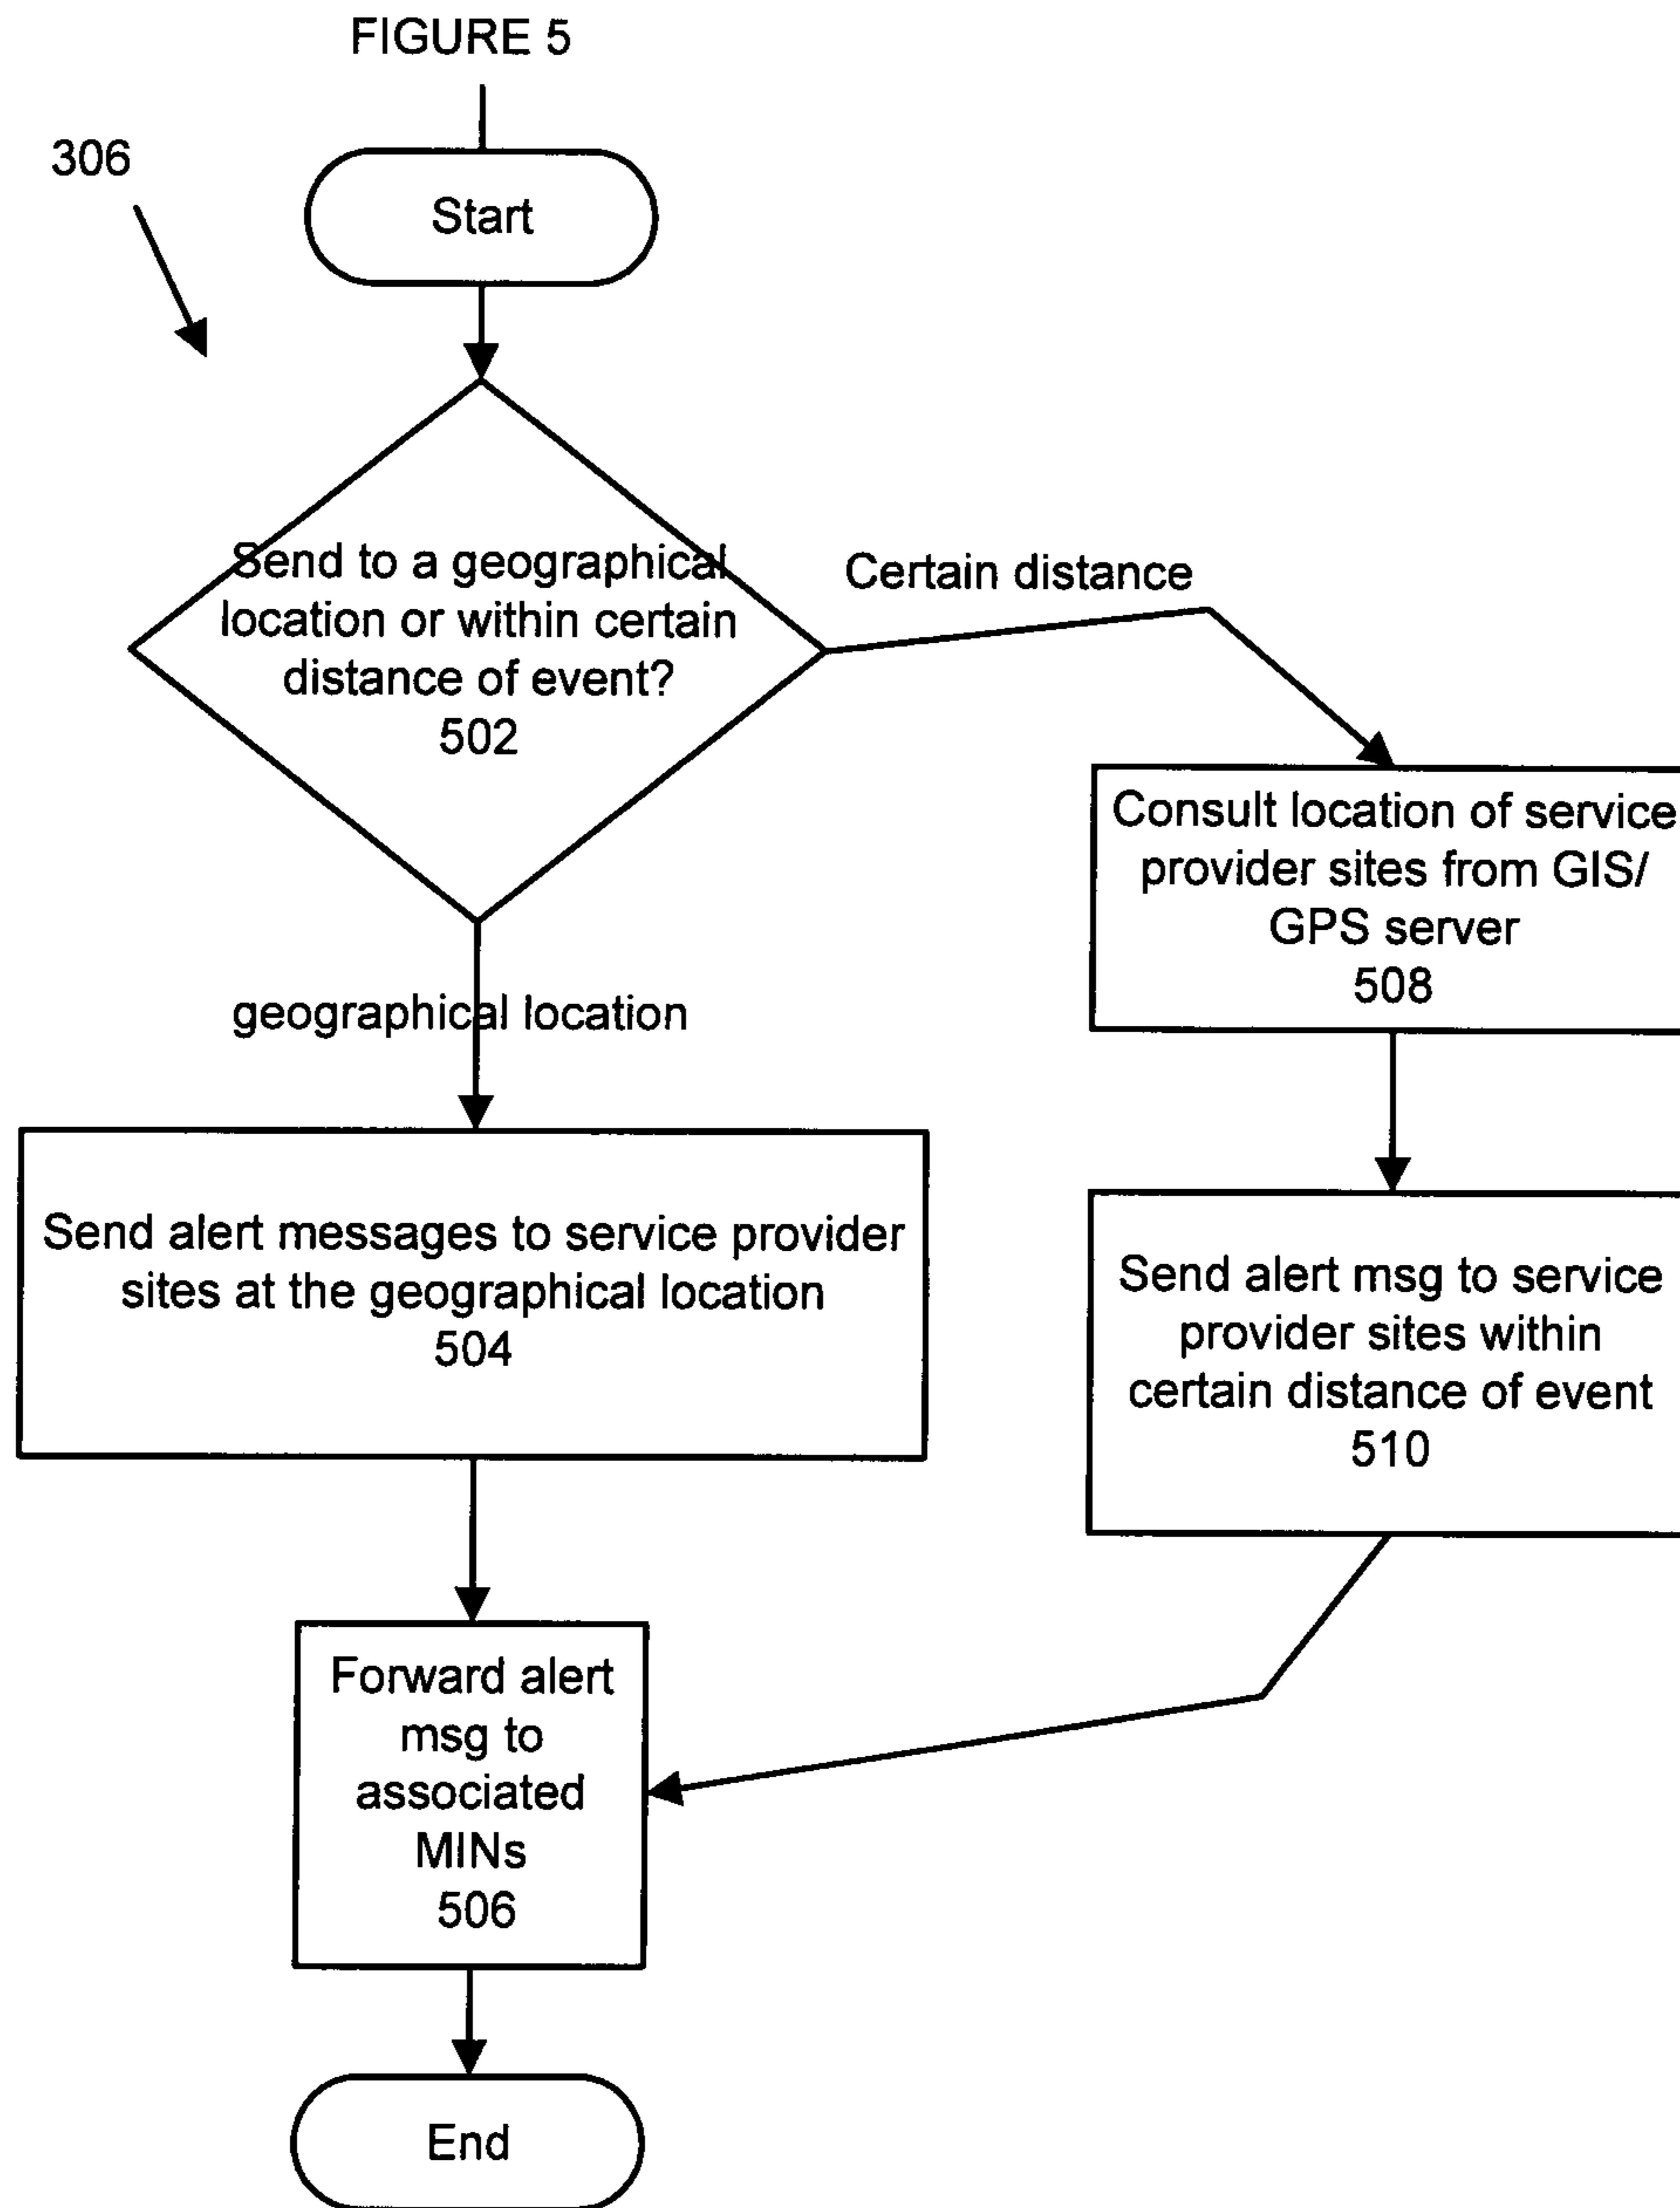 FIGURE 5
306
Start
Send to a geographical
location or within certain
distance of event?
502
Certain distance
geographical location
Consult location of service
provider sites from GIS/
GPS server
508
Send alert messages to service provider
sites at the geographical location
504
Send alert msg to service
provider sites within
certain distance of event
510
Forward alert
msg to
associated
MINs
506
End